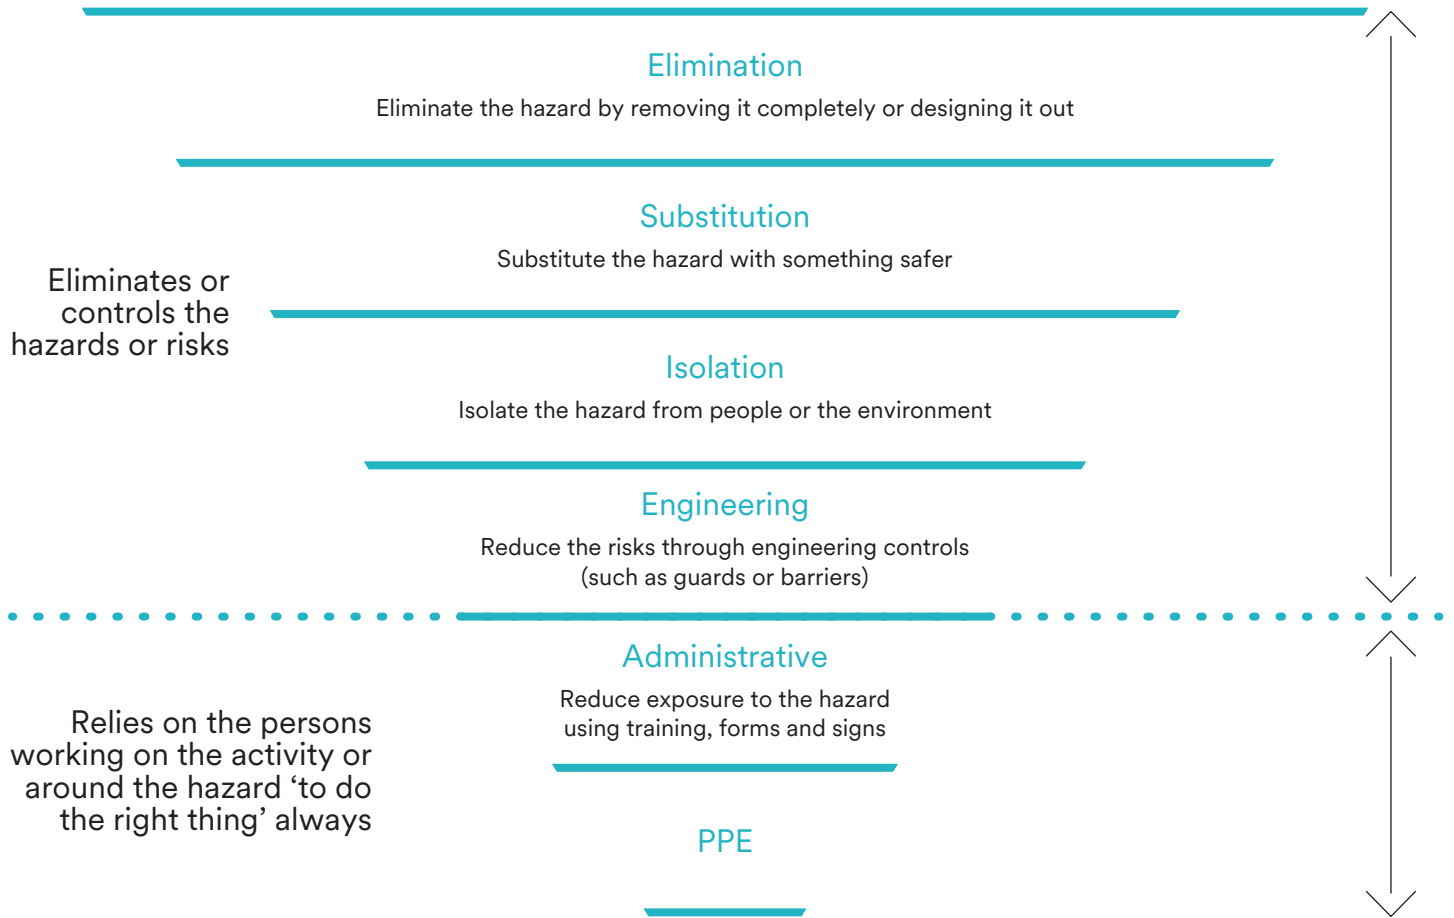 Elimination
Eliminate the hazard by removing it completely or designing it out
Substitution
Substitute the hazard with something safer
Eliminates or
controls the
hazards or risks
Isolation
Isolate the hazard from people or the environment
Engineering
Reduce the risks through engineering controls
(such as guards or barriers)
Administrative
Reduce exposure to the hazard
using training, forms and signs
Relies on the persons
working on the activity or
around the hazard ‘to do
the right thing’ always
PPE